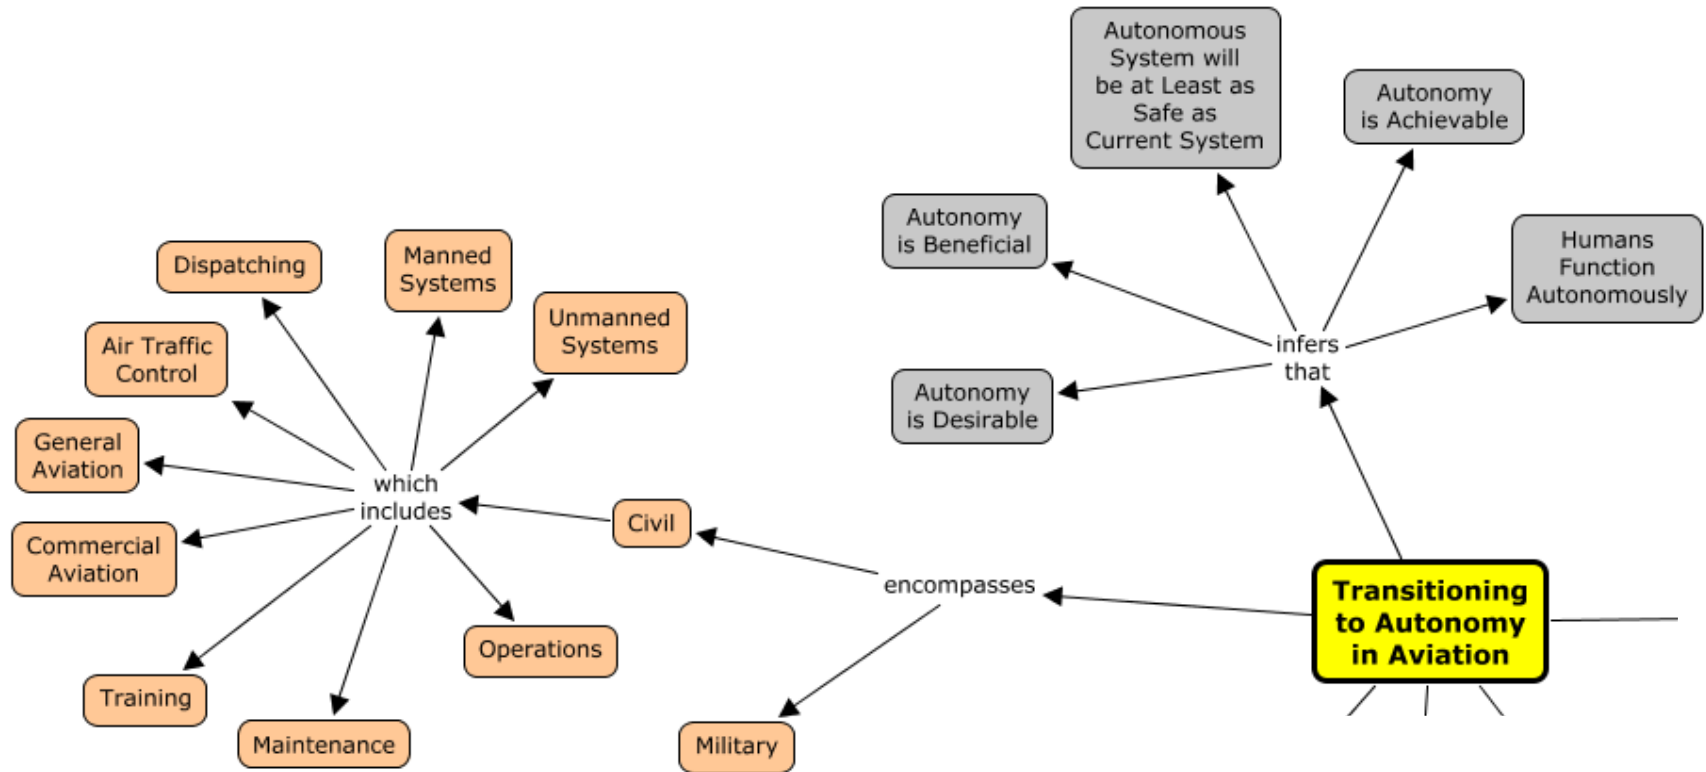 Autonomous
System will
be at Least as
Safe as
Current System
Autonomy
is Achievable
Autonomy
is Beneficial
Humans
Function
Autonomously
infers
that
Autonomy
is Desirable
Dispatching
Manned
Systems
Unmanned
Systems
Air Traffic
Control
General
Aviation
which
includes
Commercial
Aviation
Civil
encompasses
Transitioning
to Autonomy
in Aviation
Operations
Training
Maintenance
Military